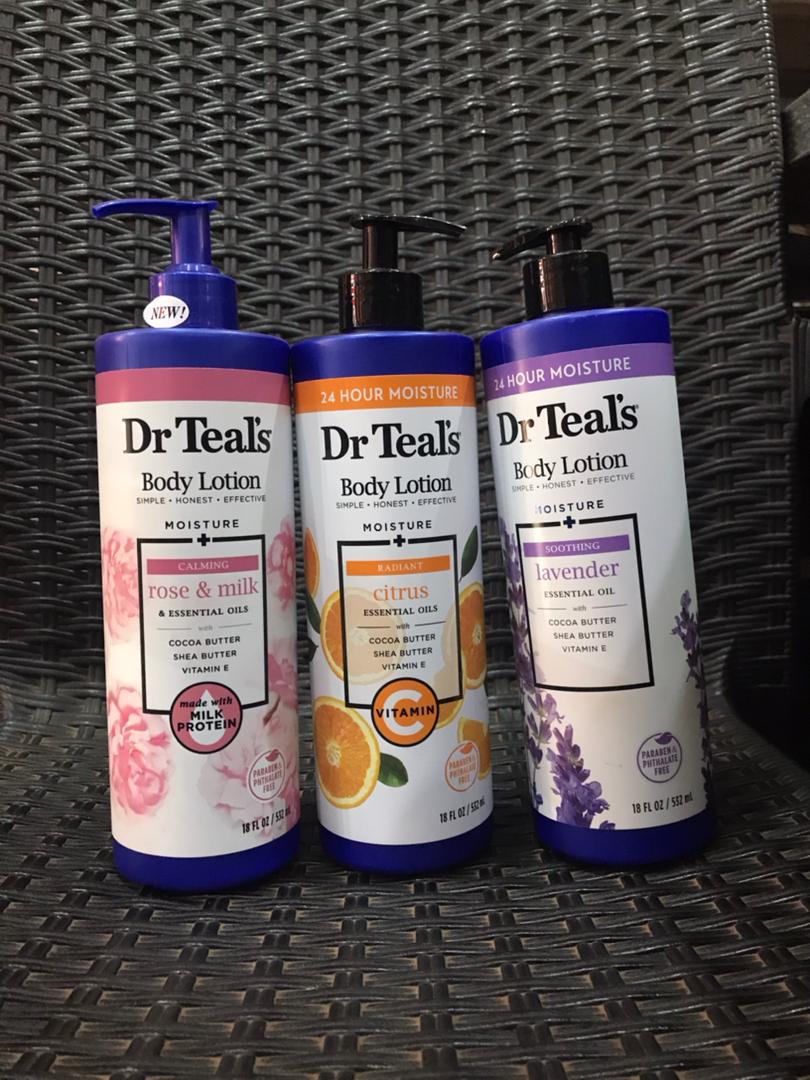 NEW!
Dr Teal's
Body Lotion
SIMPLE • HONEST • EFFECTIVE
MOISTURE
+
CALMING
rose & milk
& ESSENTIAL OILS
with
COCOA BUTTER
SHEA BUTTER
VITAMIN E
made with
MILK
PROTEIN
PARABEN &
PHTHALATE
FREE
18 FL OZ / 532 mL
24 HOUR MOISTURE
Dr Teal's
Body Lotion
SIMPLE • HONEST • EFFECTIVE
MOISTURE
+
RADIANT
citrus
ESSENTIAL OILS
with
COCOA BUTTER
SHEA BUTTER
VITAMIN E
VITAMIN
C
PARABEN &
PHTHALATE
FREE
18 FL OZ / 532 mL
24 HOUR MOISTURE
Dr Teal's
Body Lotion
SIMPLE • HONEST • EFFECTIVE
MOISTURE
+
SOOTHING
lavender
ESSENTIAL OIL
with
COCOA BUTTER
SHEA BUTTER
VITAMIN E
PARABEN &
PHTHALATE
FREE
18 FL OZ / 532 mL